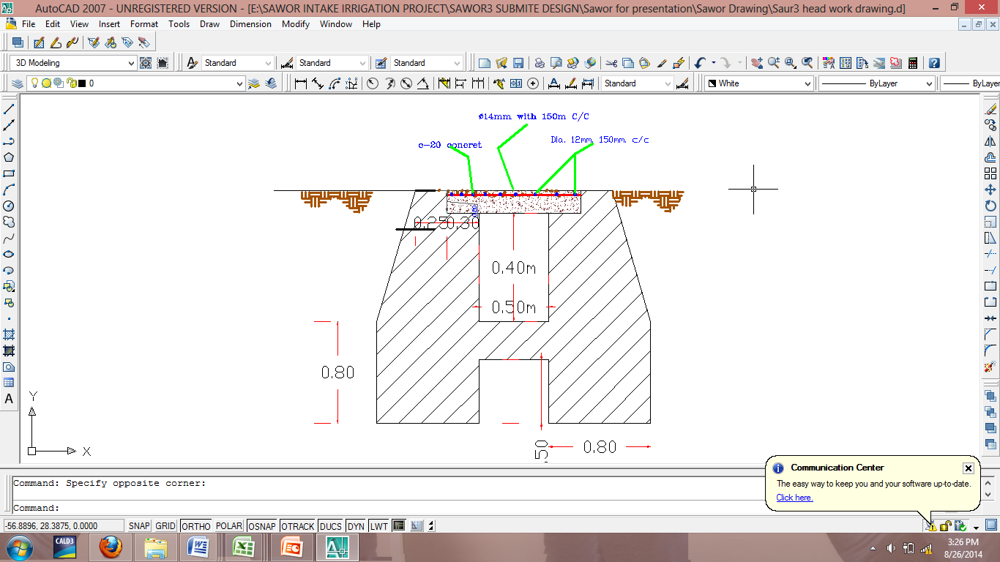 AutoCAD 2007 - UNREGISTERED VERSION - [E:\SAWOR INTAKE IRRIGATION PROJECT\SAWOR3 SUBMITE DESIGN\Sawor for presentation\Sawor Drawing\Saur3 head work drawing.d]
File Edit View Insert Format Tools Draw Dimension Modify Window Help
3D Modeling Standard Standard Standard
0 Standard White ByLayer ByLayer
ø14mm with 150m C/C
Dia. 12mm, 150mm. c/c
c-20 concret
0.25 0.30
0.40m
0.50m
0.80
.50
0.80
Y
X
A
Communication Center
The easy way to keep you and your software up-to-date.
Click here.
Command: Specify opposite corner:
Command:
-56.8896, 28.3875, 0.0000 SNAP GRID ORTHO POLAR OSNAP OTRACK DUCS DYN LWT
CALD3
3:26 PM
8/26/2014